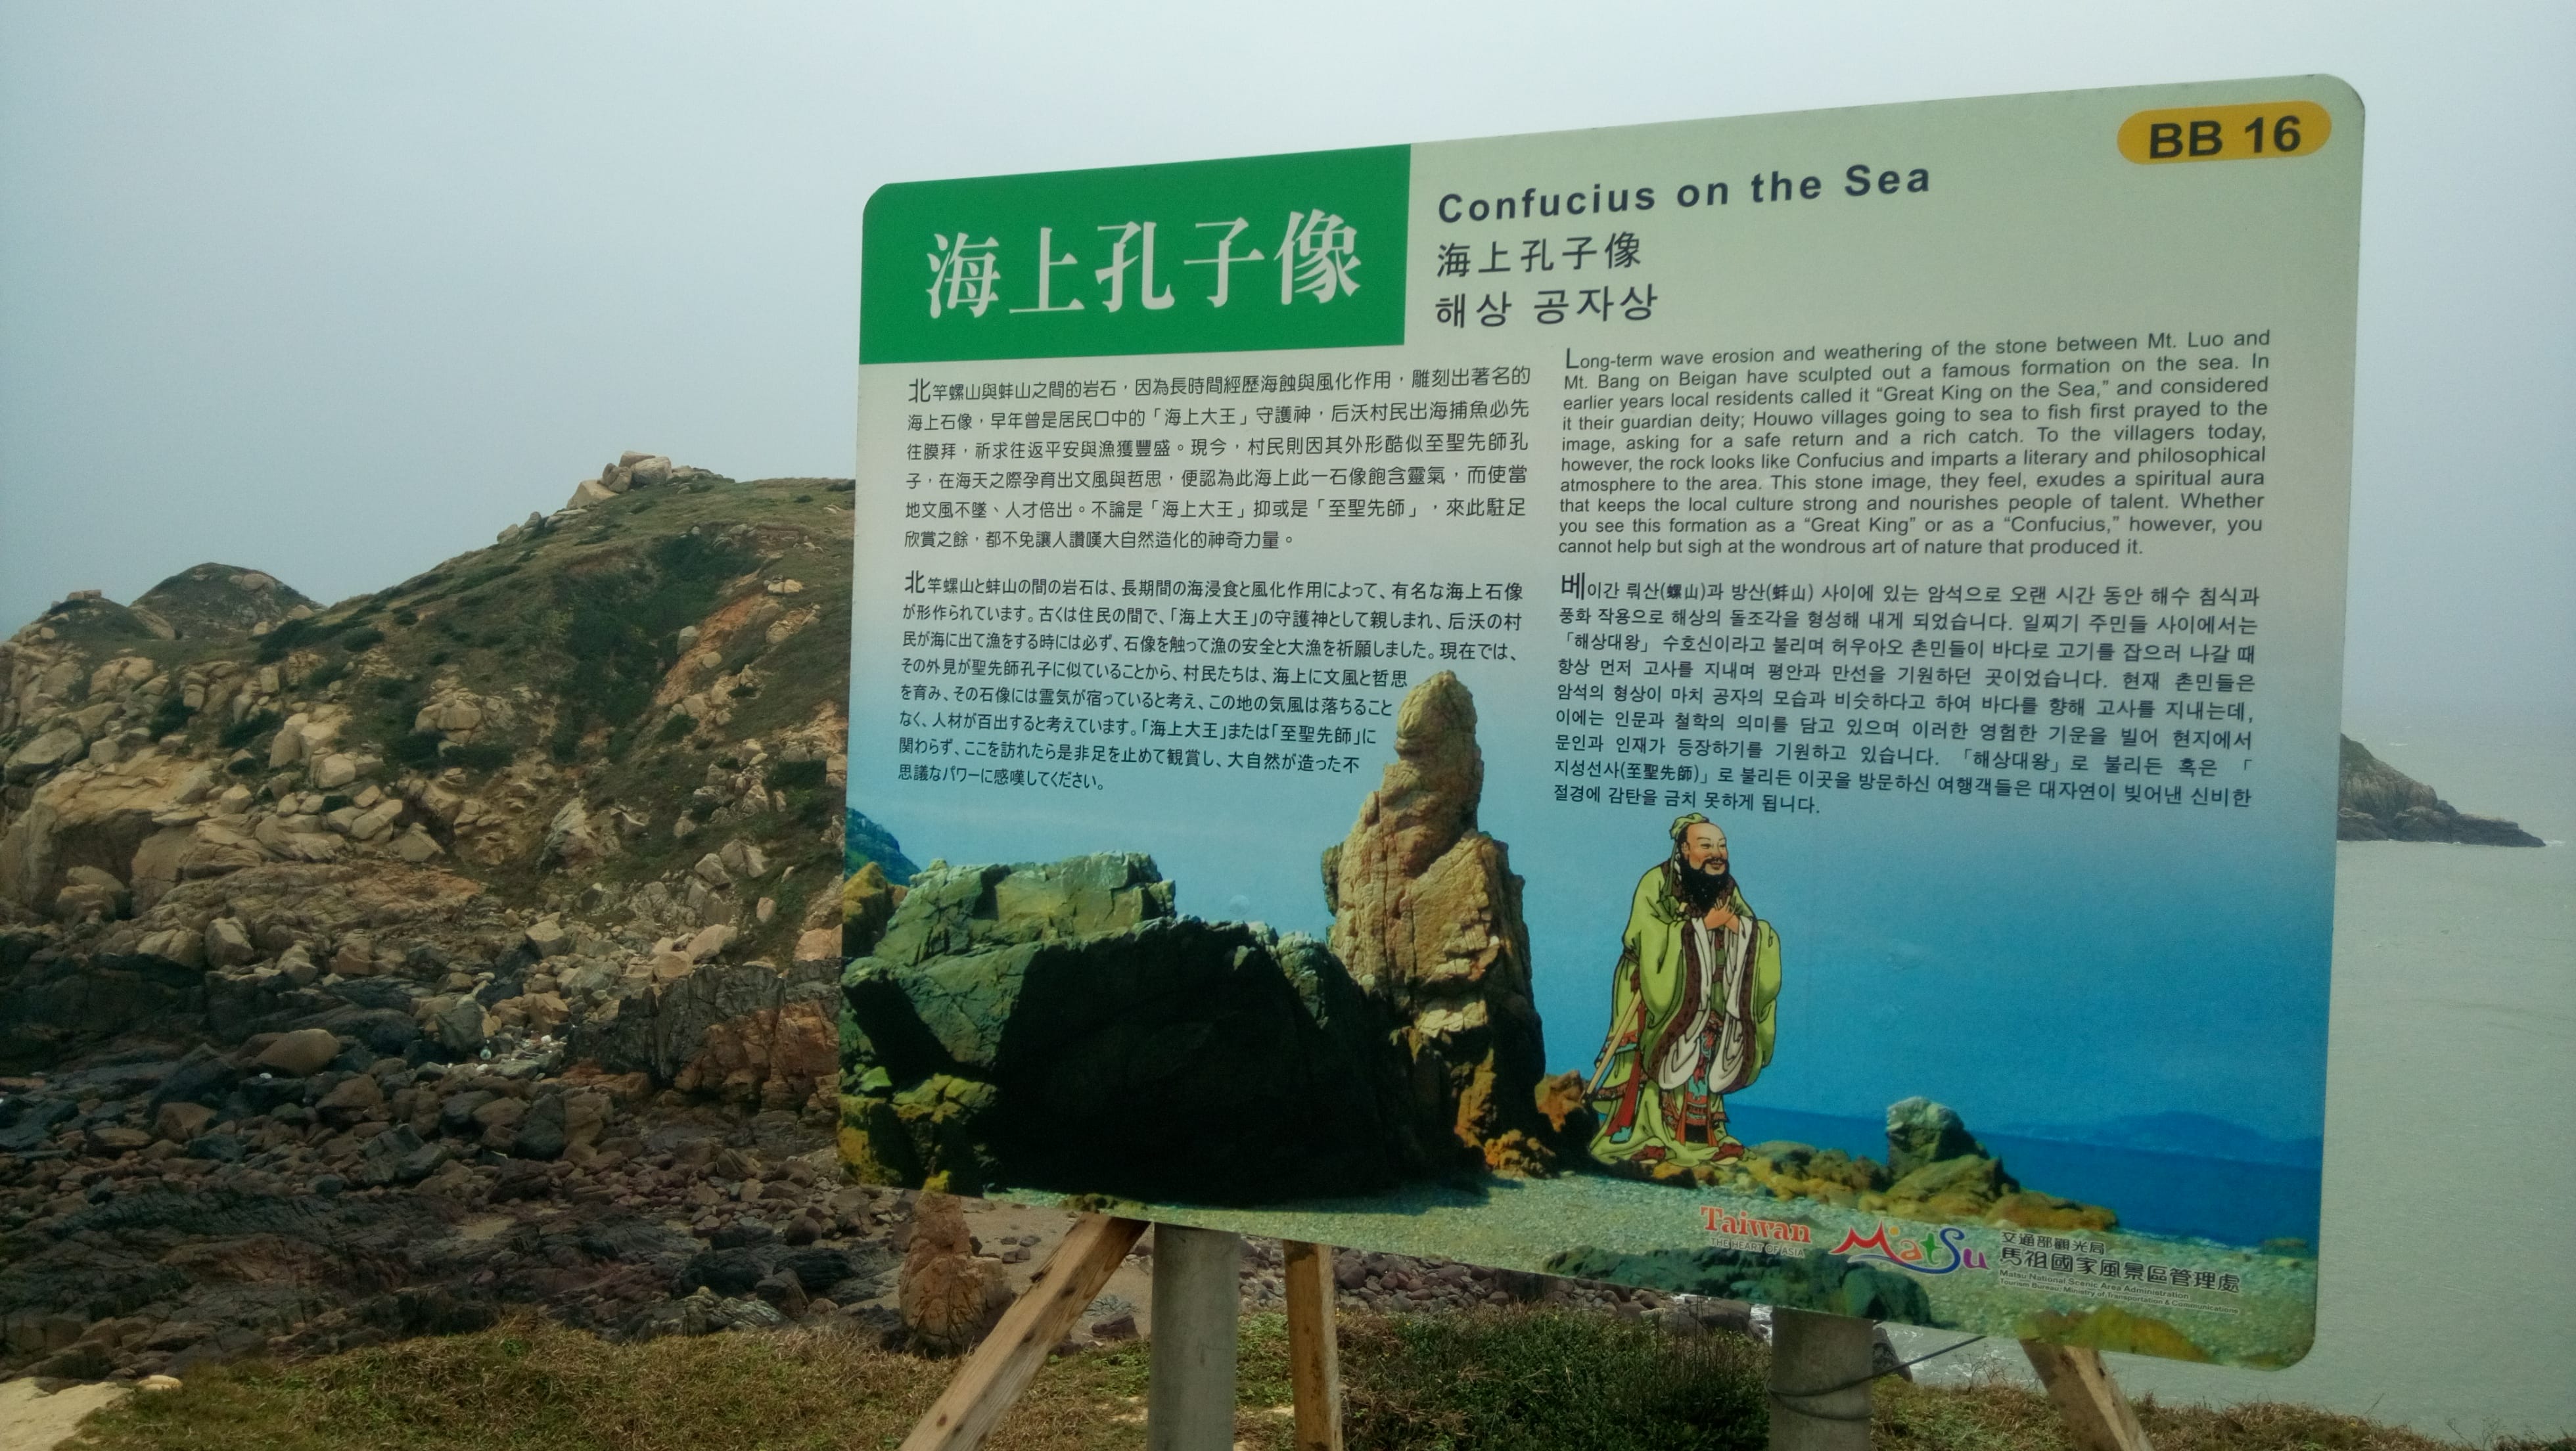 海上孔子像
Confucius on the Sea
海上孔子像
해상 공자상
BB 16
北竿螺山與蚌山之間的岩石，因為長時間經歷海蝕與風化作用，雕刻出著名的
海上石像，早年曾是居民口中的「海上大王」守護神，后沃村民出海捕魚必先
往膜拜，祈求往返平安與漁獲豐盛。現今，村民則因其外形酷似至聖先師孔
子，在海天之際孕育出文風與哲思，便認為此海上此一石像飽含靈氣，而使當
地文風不墜、人才倍出。不論是「海上大王」抑或是「至聖先師」，來此駐足
欣賞之餘，都不免讓人讚嘆大自然造化的神奇力量。
Long-term wave erosion and weathering of the stone between Mt. Luo and
Mt. Bang on Beigan have sculpted out a famous formation on the sea. In
earlier years local residents called it “Great King on the Sea,” and considered
it their guardian deity; Houwo villages going to sea to fish first prayed to the
image, asking for a safe return and a rich catch. To the villagers today,
however, the rock looks like Confucius and imparts a literary and philosophical
atmosphere to the area. This stone image, they feel, exudes a spiritual aura
that keeps the local culture strong and nourishes people of talent. Whether
you see this formation as a “Great King” or as a “Confucius,” however, you
cannot help but sigh at the wondrous art of nature that produced it.
北竿螺山と蚌山の間の岩石は、長期間の海浸食と風化作用によって、有名な海上石像
が形作られています。古くは住民の間で、「海上大王」の守護神として親しまれ、后沃の村
民が海に出て漁をする時には必ず、石像を触って漁の安全と大漁を祈願しました。現在では、
その外見が聖先師孔子に似ていることから、村民たちは、海上に文風と哲思
を育み、その石像には霊気が宿っていると考え、この地の気風は落ちること
なく、人材が百出すると考えています。「海上大王」または「至聖先師」に
関わらず、ここを訪れたら是非足を止めて観賞し、大自然が造った不
思議なパワーに感嘆してください。
베이간 뤄산(螺山)과 방산(蚌山) 사이에 있는 암석으로 오랜 시간 동안 해수 침식과
풍화 작용으로 해상의 돌조각을 형성해 내게 되었습니다. 일찌기 주민들 사이에서는
「해상대왕」 수호신이라고 불리며 허우아오 촌민들이 바다로 고기를 잡으러 나갈 때
항상 먼저 고사를 지내며 평안과 만선을 기원하던 곳이었습니다. 현재 촌민들은
암석의 형상이 마치 공자의 모습과 비슷하다고 하여 바다를 향해 고사를 지내는데,
이에는 인문과 철학의 의미를 담고 있으며 이러한 영험한 기운을 빌어 현지에서
문인과 인재가 등장하기를 기원하고 있습니다. 「해상대왕」로 불리든 혹은 「
지성선사(至聖先師)」로 불리든 이곳을 방문하신 여행객들은 대자연이 빚어낸 신비한
절경에 감탄을 금치 못하게 됩니다.
Taiwan
THE HEART OF ASIA
MatSu
交通部觀光局
馬祖國家風景區管理處
Matsu National Scenic Area Administration
Tourism Bureau, Ministry of Transportation & Communications